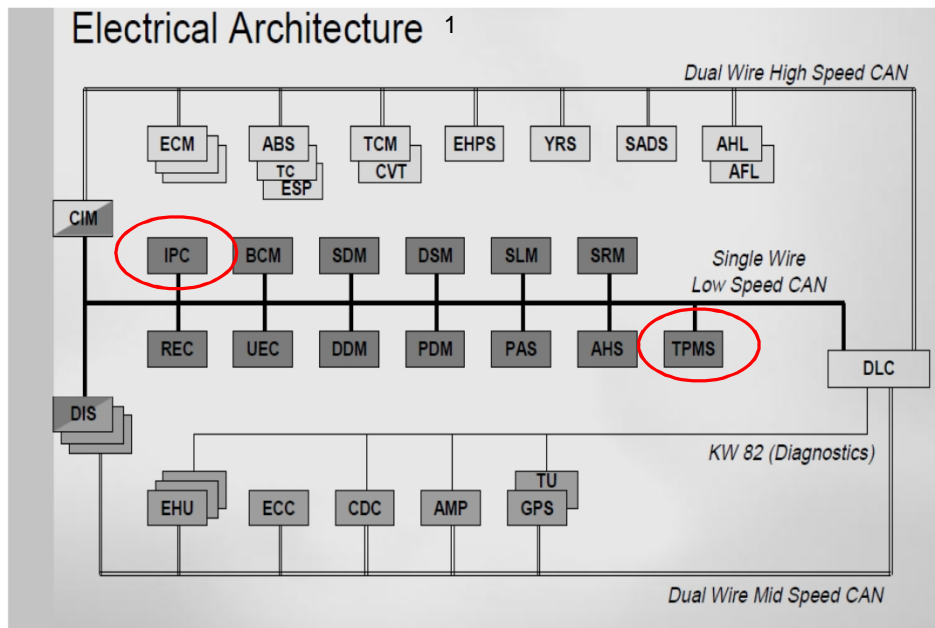 Electrical Architecture 1
Dual Wire High Speed CAN
ECM
ABS
TC
ESP
TCM
CVT
EHPS
YRS
SADS
AHL
AFL
CIM
IPC
BCM
SDM
DSM
SLM
SRM
Single Wire
Low Speed CAN
REC
UEC
DDM
PDM
PAS
AHS
TPMS
DLC
DIS
KW 82 (Diagnostics)
EHU
ECC
CDC
AMP
TU
GPS
Dual Wire Mid Speed CAN